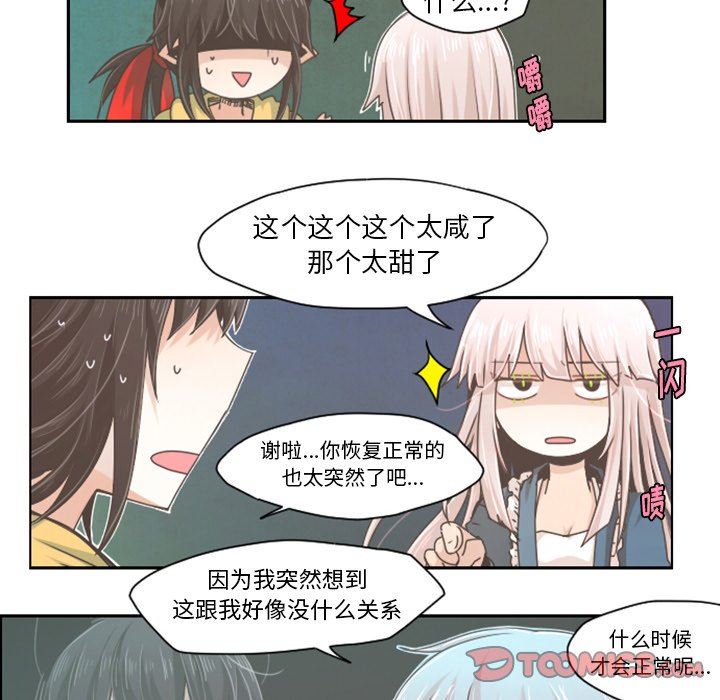 什么...?
嚼
嚼
这个这个这个太咸了
那个太甜了
一闪
谢啦...你恢复正常的
也太突然了吧...
啧
因为我突然想到
这跟我好像没什么关系
什么时候
才会正常呢...